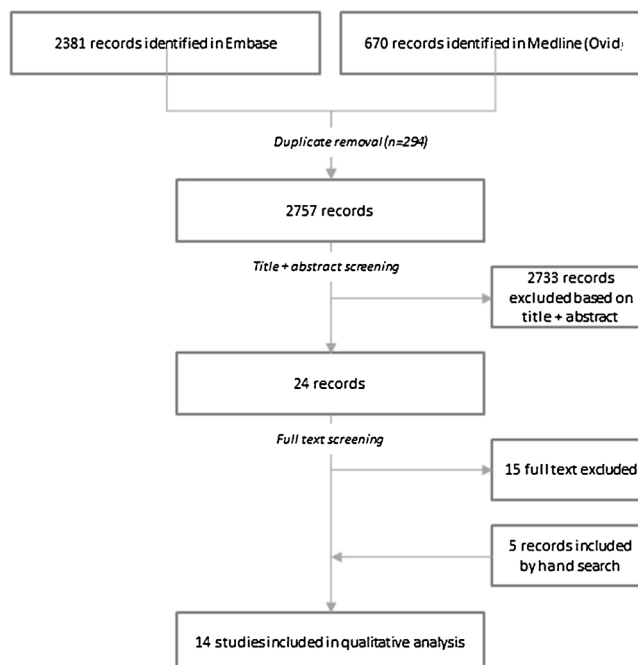 2381 records identified in Embase
670 records identified in Medline (Ovid)
Duplicate removal (n=294)
2757 records
Title + abstract screening
2733 records
excluded based on
title + abstract
24 records
Full text screening
15 full text excluded
5 records included
by hand search
14 studies included in qualitative analysis